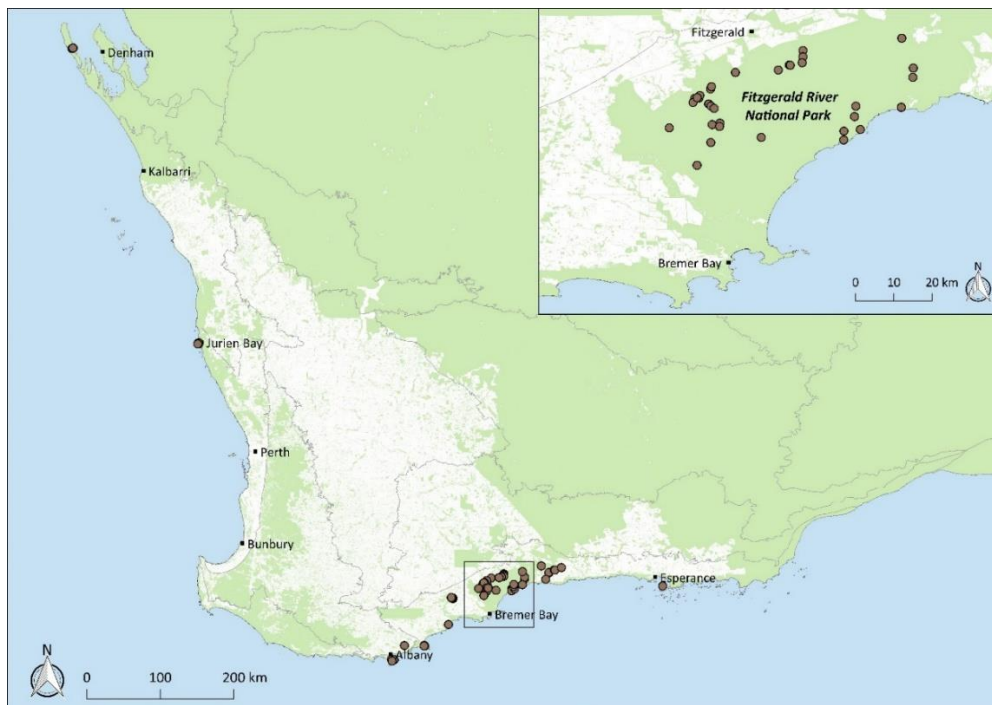 Denham
Kalbarri
Jurien Bay
Perth
Bunbury
Albany
Bremer Bay
Esperance
N
0 100 200 km
Fitzgerald
Fitzgerald River
National Park
Bremer Bay
0 10 20 km
N